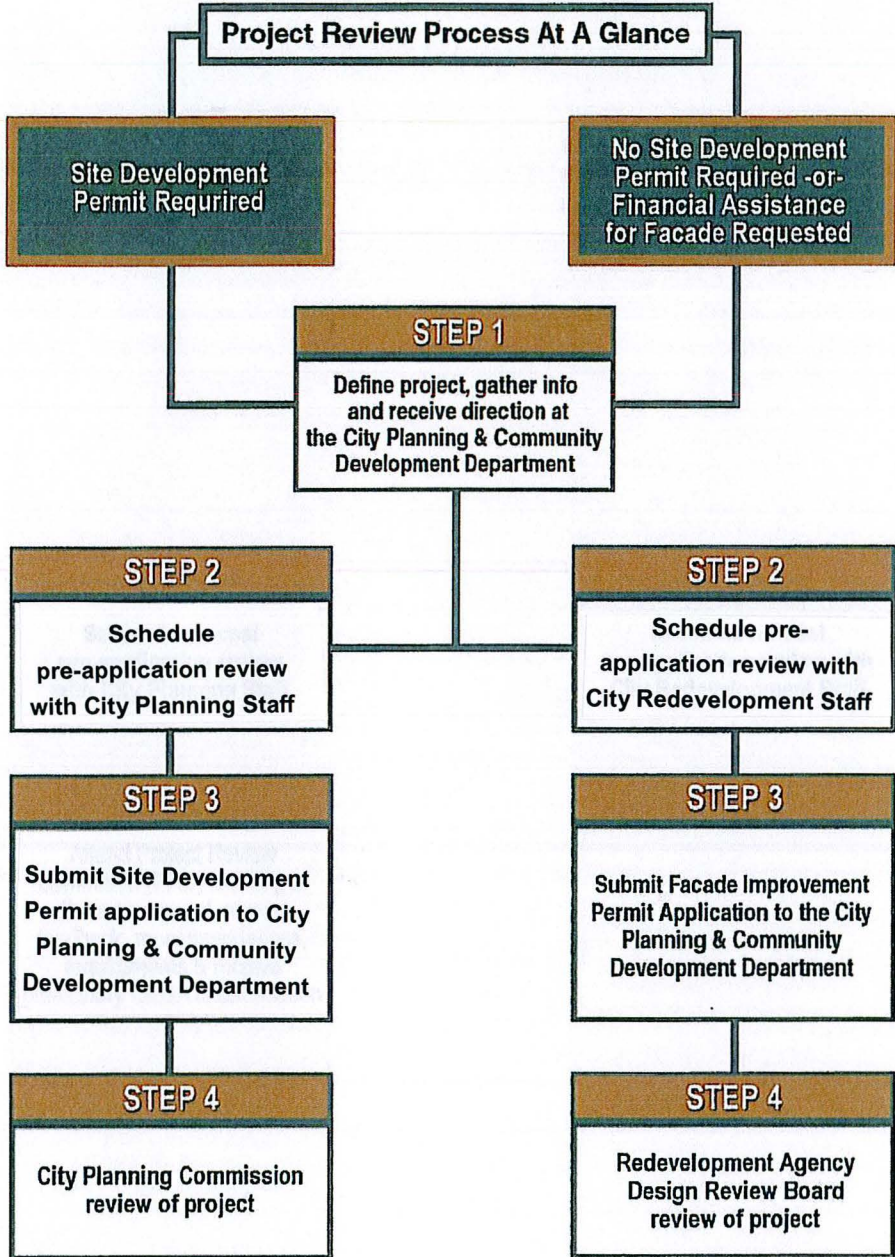 Project Review Process At A Glance
Site Development
Permit Requrired
No Site Development
Permit Required -or-
Financial Assistance
for Facade Requested
STEP 1
Define project, gather info
and receive direction at
the City Planning & Community
Development Department
STEP 2
Schedule
pre-application review
with City Planning Staff
STEP 2
Schedule pre-
application review with
City Redevelopment Staff
STEP 3
Submit Site Development
Permit application to City
Planning & Community
Development Department
STEP 3
Submit Facade Improvement
Permit Application to the City
Planning & Community
Development Department
STEP 4
City Planning Commission
review of project
STEP 4
Redevelopment Agency
Design Review Board
review of project